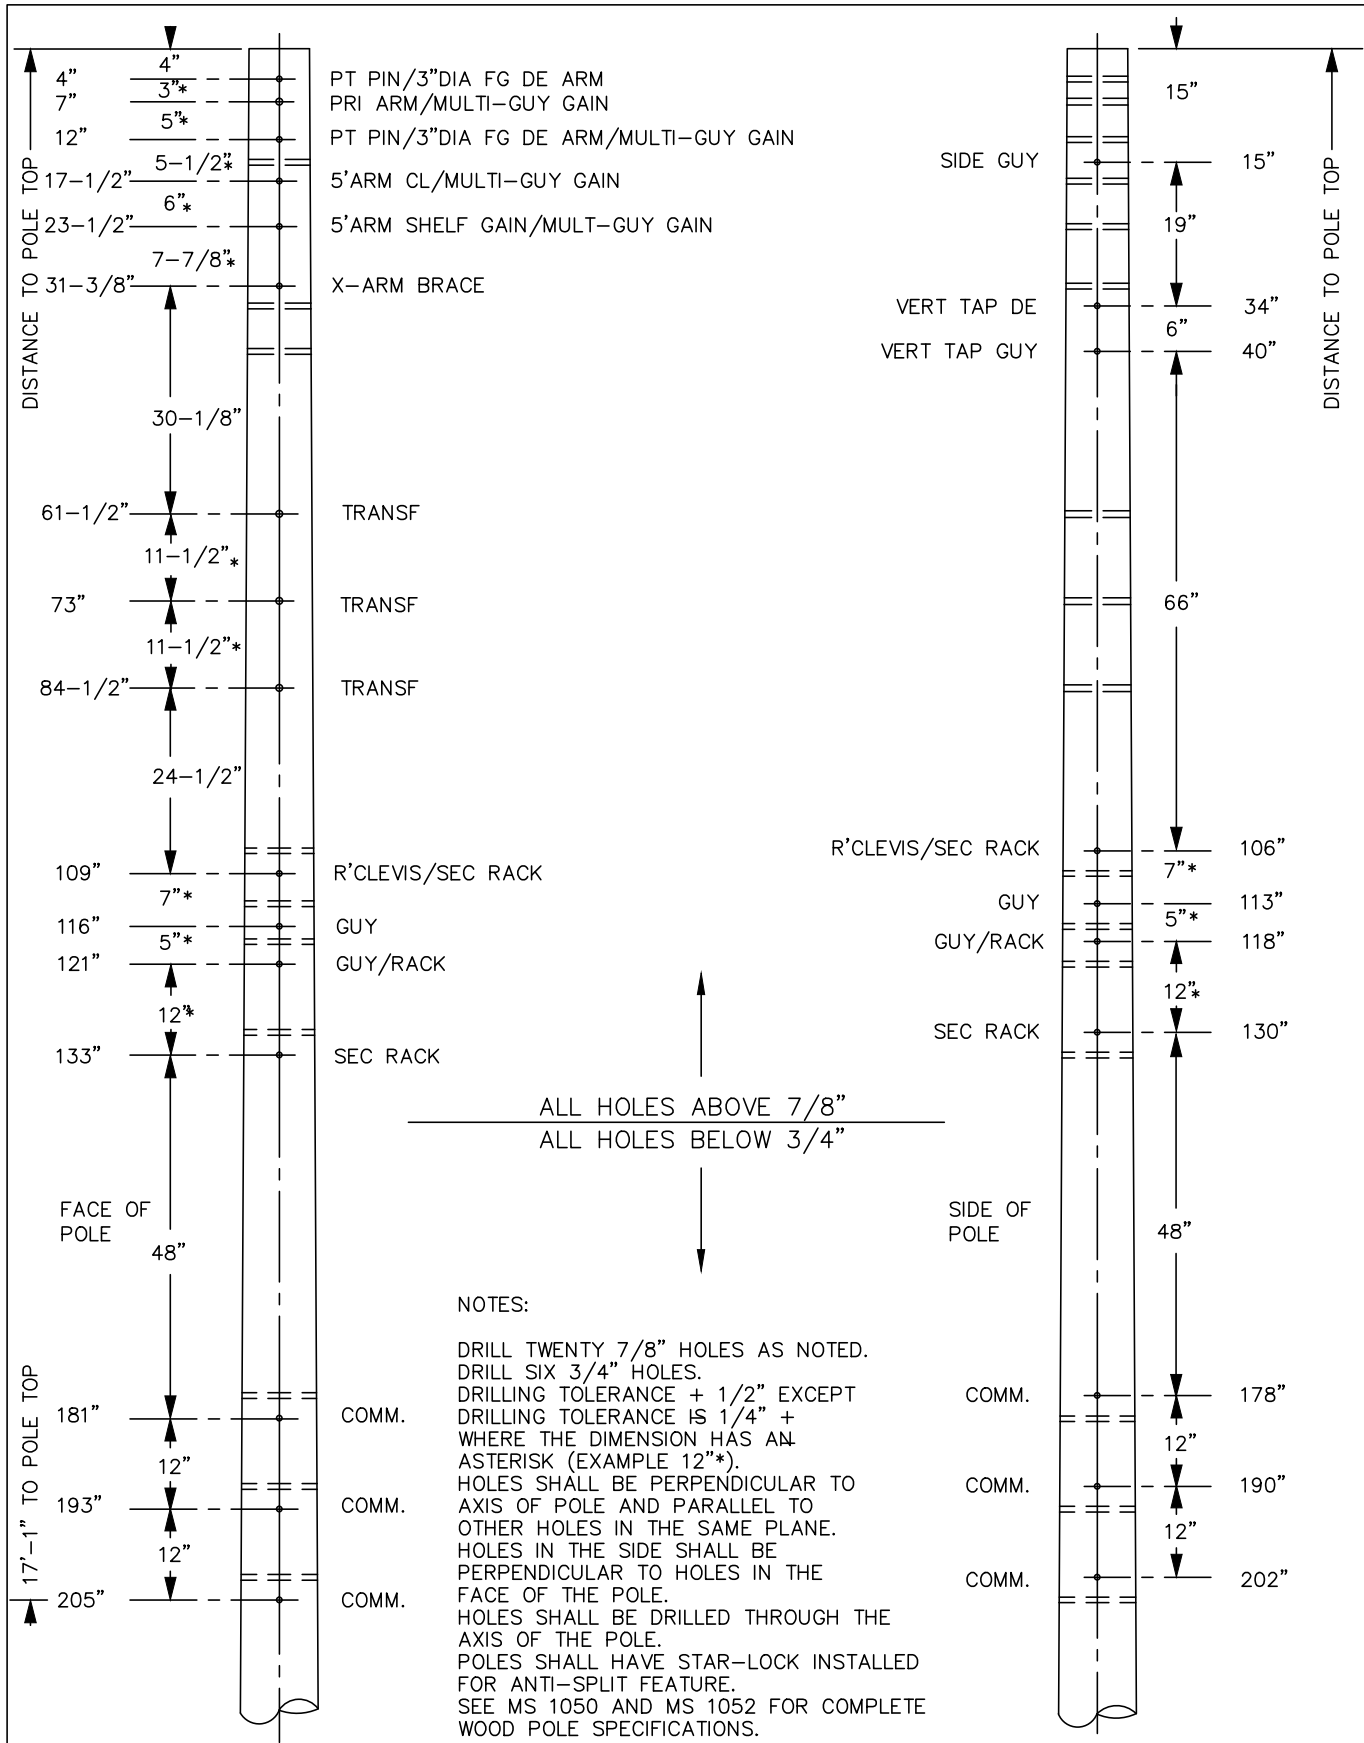 4"
4" PT PIN/3"DIA FG DE ARM
3"*
7" PRI ARM/MULTI-GUY GAIN
5"*
12" PT PIN/3"DIA FG DE ARM/MULTI-GUY GAIN
5-1/2"*
17-1/2" 5'ARM CL/MULTI-GUY GAIN
6"*
23-1/2" 5'ARM SHELF GAIN/MULT-GUY GAIN
7-7/8"*
31-3/8" X-ARM BRACE
DISTANCE TO POLE TOP
30-1/8"
61-1/2" TRANSF
11-1/2"*
73" TRANSF
11-1/2"*
84-1/2" TRANSF
24-1/2"
109" R'CLEVIS/SEC RACK
7"*
116" GUY
5"*
121" GUY/RACK
12"*
133" SEC RACK
FACE OF
POLE
48"
181" COMM.
12"
193" COMM.
12"
205" COMM.
17'-1" TO POLE TOP
ALL HOLES ABOVE 7/8"
ALL HOLES BELOW 3/4"
NOTES:
DRILL TWENTY 7/8" HOLES AS NOTED.
DRILL SIX 3/4" HOLES.
DRILLING TOLERANCE + 1/2" EXCEPT
DRILLING TOLERANCE IS 1/4" +
WHERE THE DIMENSION HAS AN
ASTERISK (EXAMPLE 12"*).
HOLES SHALL BE PERPENDICULAR TO
AXIS OF POLE AND PARALLEL TO
OTHER HOLES IN THE SAME PLANE.
HOLES IN THE SIDE SHALL BE
PERPENDICULAR TO HOLES IN THE
FACE OF THE POLE.
HOLES SHALL BE DRILLED THROUGH THE
AXIS OF THE POLE.
POLES SHALL HAVE STAR-LOCK INSTALLED
FOR ANTI-SPLIT FEATURE.
SEE MS 1050 AND MS 1052 FOR COMPLETE
WOOD POLE SPECIFICATIONS.
15"
SIDE GUY 15"
19"
VERT TAP DE 34"
6"
VERT TAP GUY 40"
DISTANCE TO POLE TOP
66"
R'CLEVIS/SEC RACK 106"
7"*
GUY 113"
5"*
GUY/RACK 118"
12"*
SEC RACK 130"
SIDE OF
POLE
48"
COMM. 178"
12"
COMM. 190"
12"
COMM. 202"